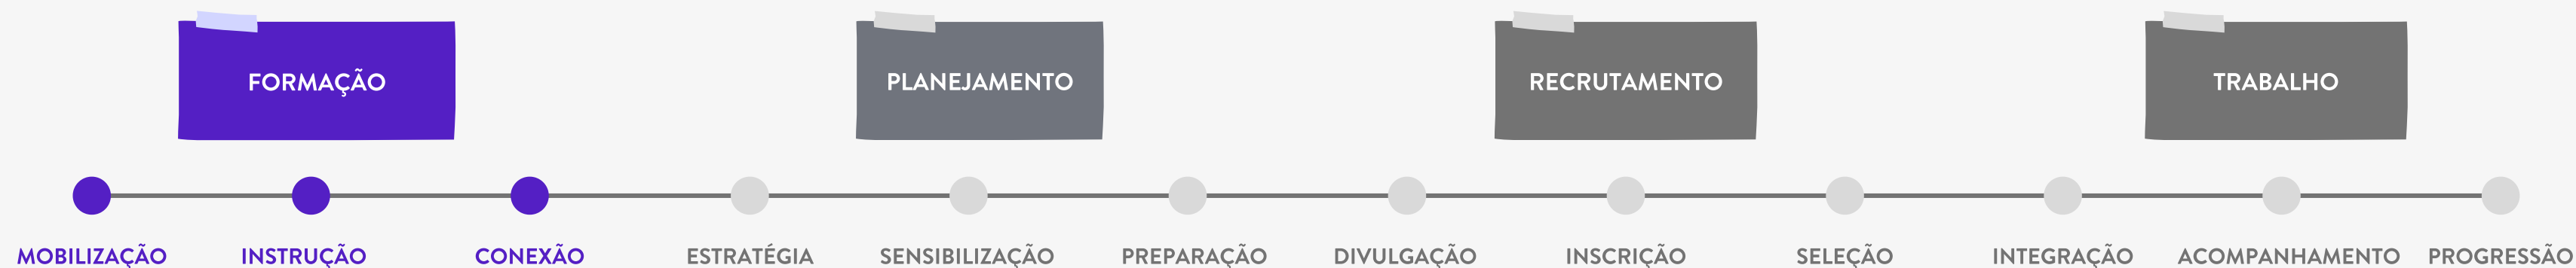 FORMAÇÃO
PLANEJAMENTO
RECRUTAMENTO
TRABALHO
MOBILIZAÇÃO
INSTRUÇÃO
CONEXÃO
ESTRATÉGIA
SENSIBILIZAÇÃO
PREPARAÇÃO
DIVULGAÇÃO
INSCRIÇÃO
SELEÇÃO
INTEGRAÇÃO
ACOMPANHAMENTO
PROGRESSÃO